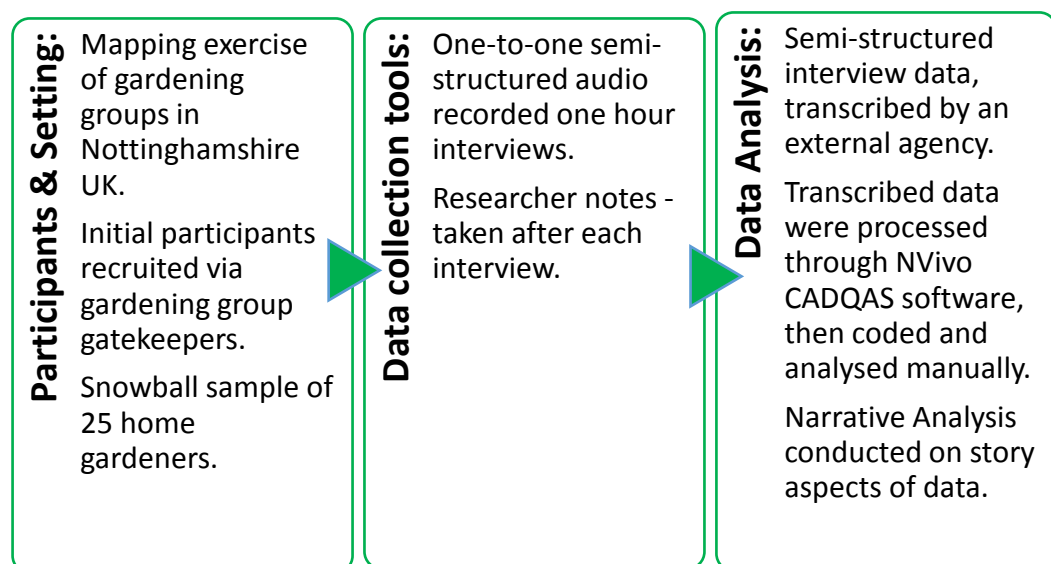 Participants & Setting:
Mapping exercise
of gardening
groups in
Nottinghamshire
UK.
Initial participants
recruited via
gardening group
gatekeepers.
Snowball sample of
25 home
gardeners.
Data collection tools:
One-to-one semi-
structured audio
recorded one hour
interviews.
Researcher notes -
taken after each
interview.
Data Analysis:
Semi-structured
interview data,
transcribed by an
external agency.
Transcribed data
were processed
through NVivo
CADQAS software,
then coded and
analysed manually.
Narrative Analysis
conducted on story
aspects of data.